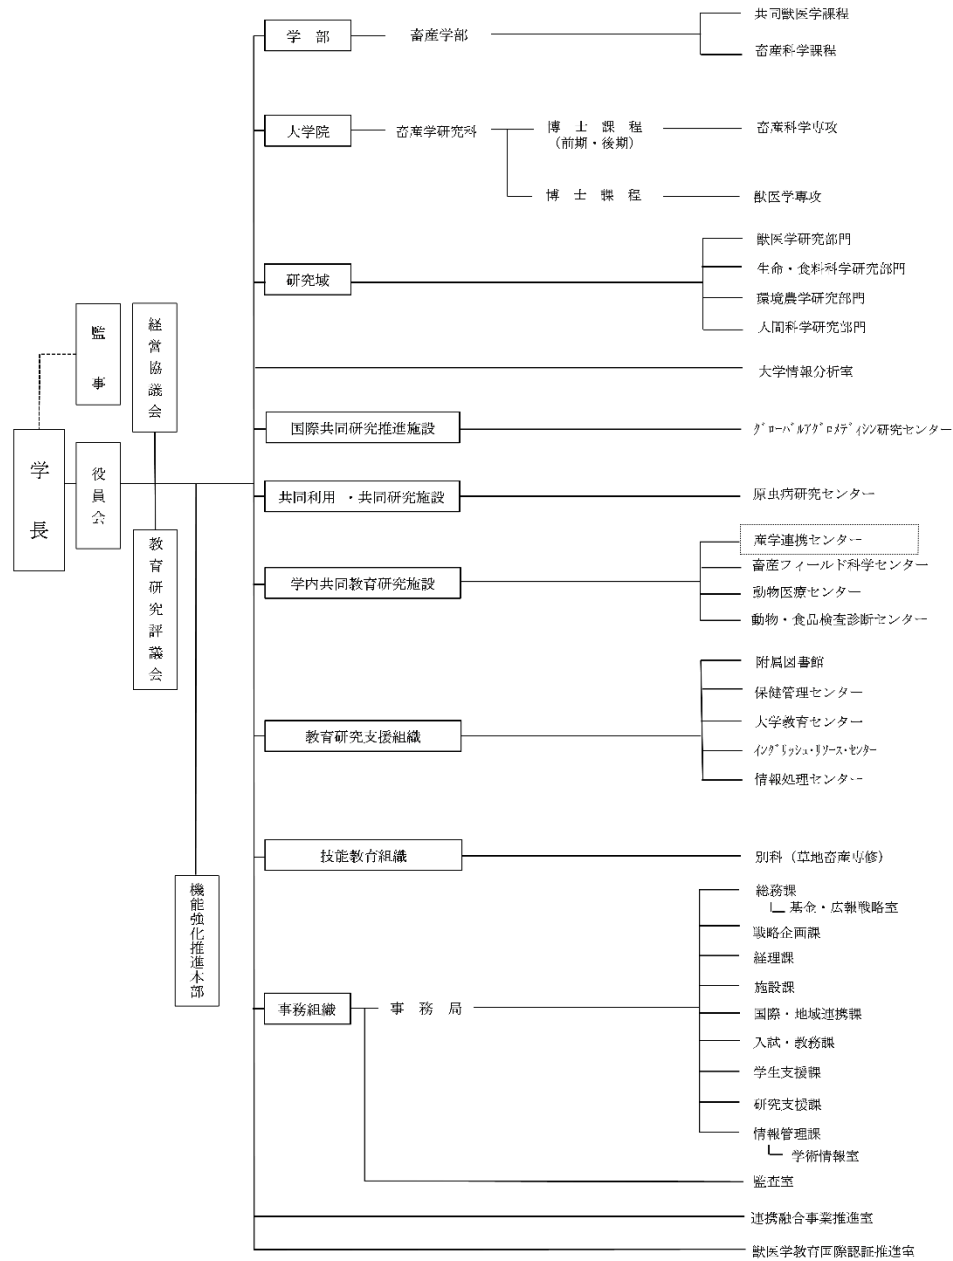 学部
畜産学部
共同獣医学課程
畜産科学課程
大学院
畜産学研究科
博士課程
（前期・後期）
畜産科学専攻
博士課程
獣医学専攻
研究域
獣医学研究部門
生命・食料科学研究部門
環境農学研究部門
人間科学研究部門
監事
経営協議会
大学情報分析室
国際共同研究推進施設
ｸﾞﾛｰﾊﾞﾙｱｸﾞﾛﾒﾃﾞｨｼﾝ研究センター
学長
役員会
共同利用・共同研究施設
原虫病研究センター
教育研究評議会
学内共同教育研究施設
産学連携センター
畜産フィールド科学センター
動物医療センター
動物・食品検査診断センター
教育研究支援組織
附属図書館
保健管理センター
大学教育センター
ｲﾝｸﾞﾘｯｼｭ・ﾘｿｰｽ・ｾﾝﾀｰ
情報処理センター
技能教育組織
別科（草地畜産専修）
機能強化推進本部
事務組織
事務局
総務課
基金・広報戦略室
戦略企画課
経理課
施設課
国際・地域連携課
入試・教務課
学生支援課
研究支援課
情報管理課
学術情報室
監査室
連携融合事業推進室
獣医学教育国際認証推進室